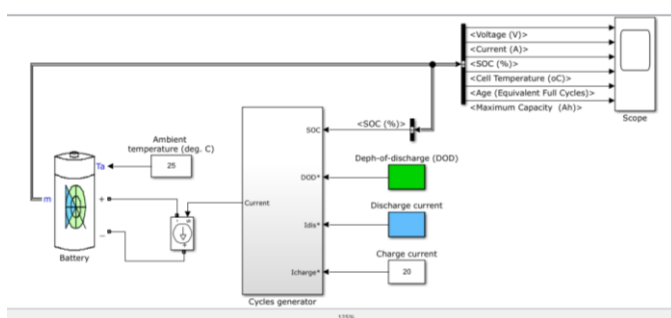 <Voltage (V)>
<Current (A)>
<SOC (%)>
<Cell Temperature (oC)>
<Age (Equivalent Full Cycles)>
<Maximum Capacity (Ah)>
Scope
<SOC (%)>
SOC
Ambient
temperature (deg. C)
25
Ta
m
+
−
Battery
Current
Deph-of-discharge (DOD)
DOD*
Discharge current
Idis*
Charge current
20
Icharge*
Cycles generator
125%